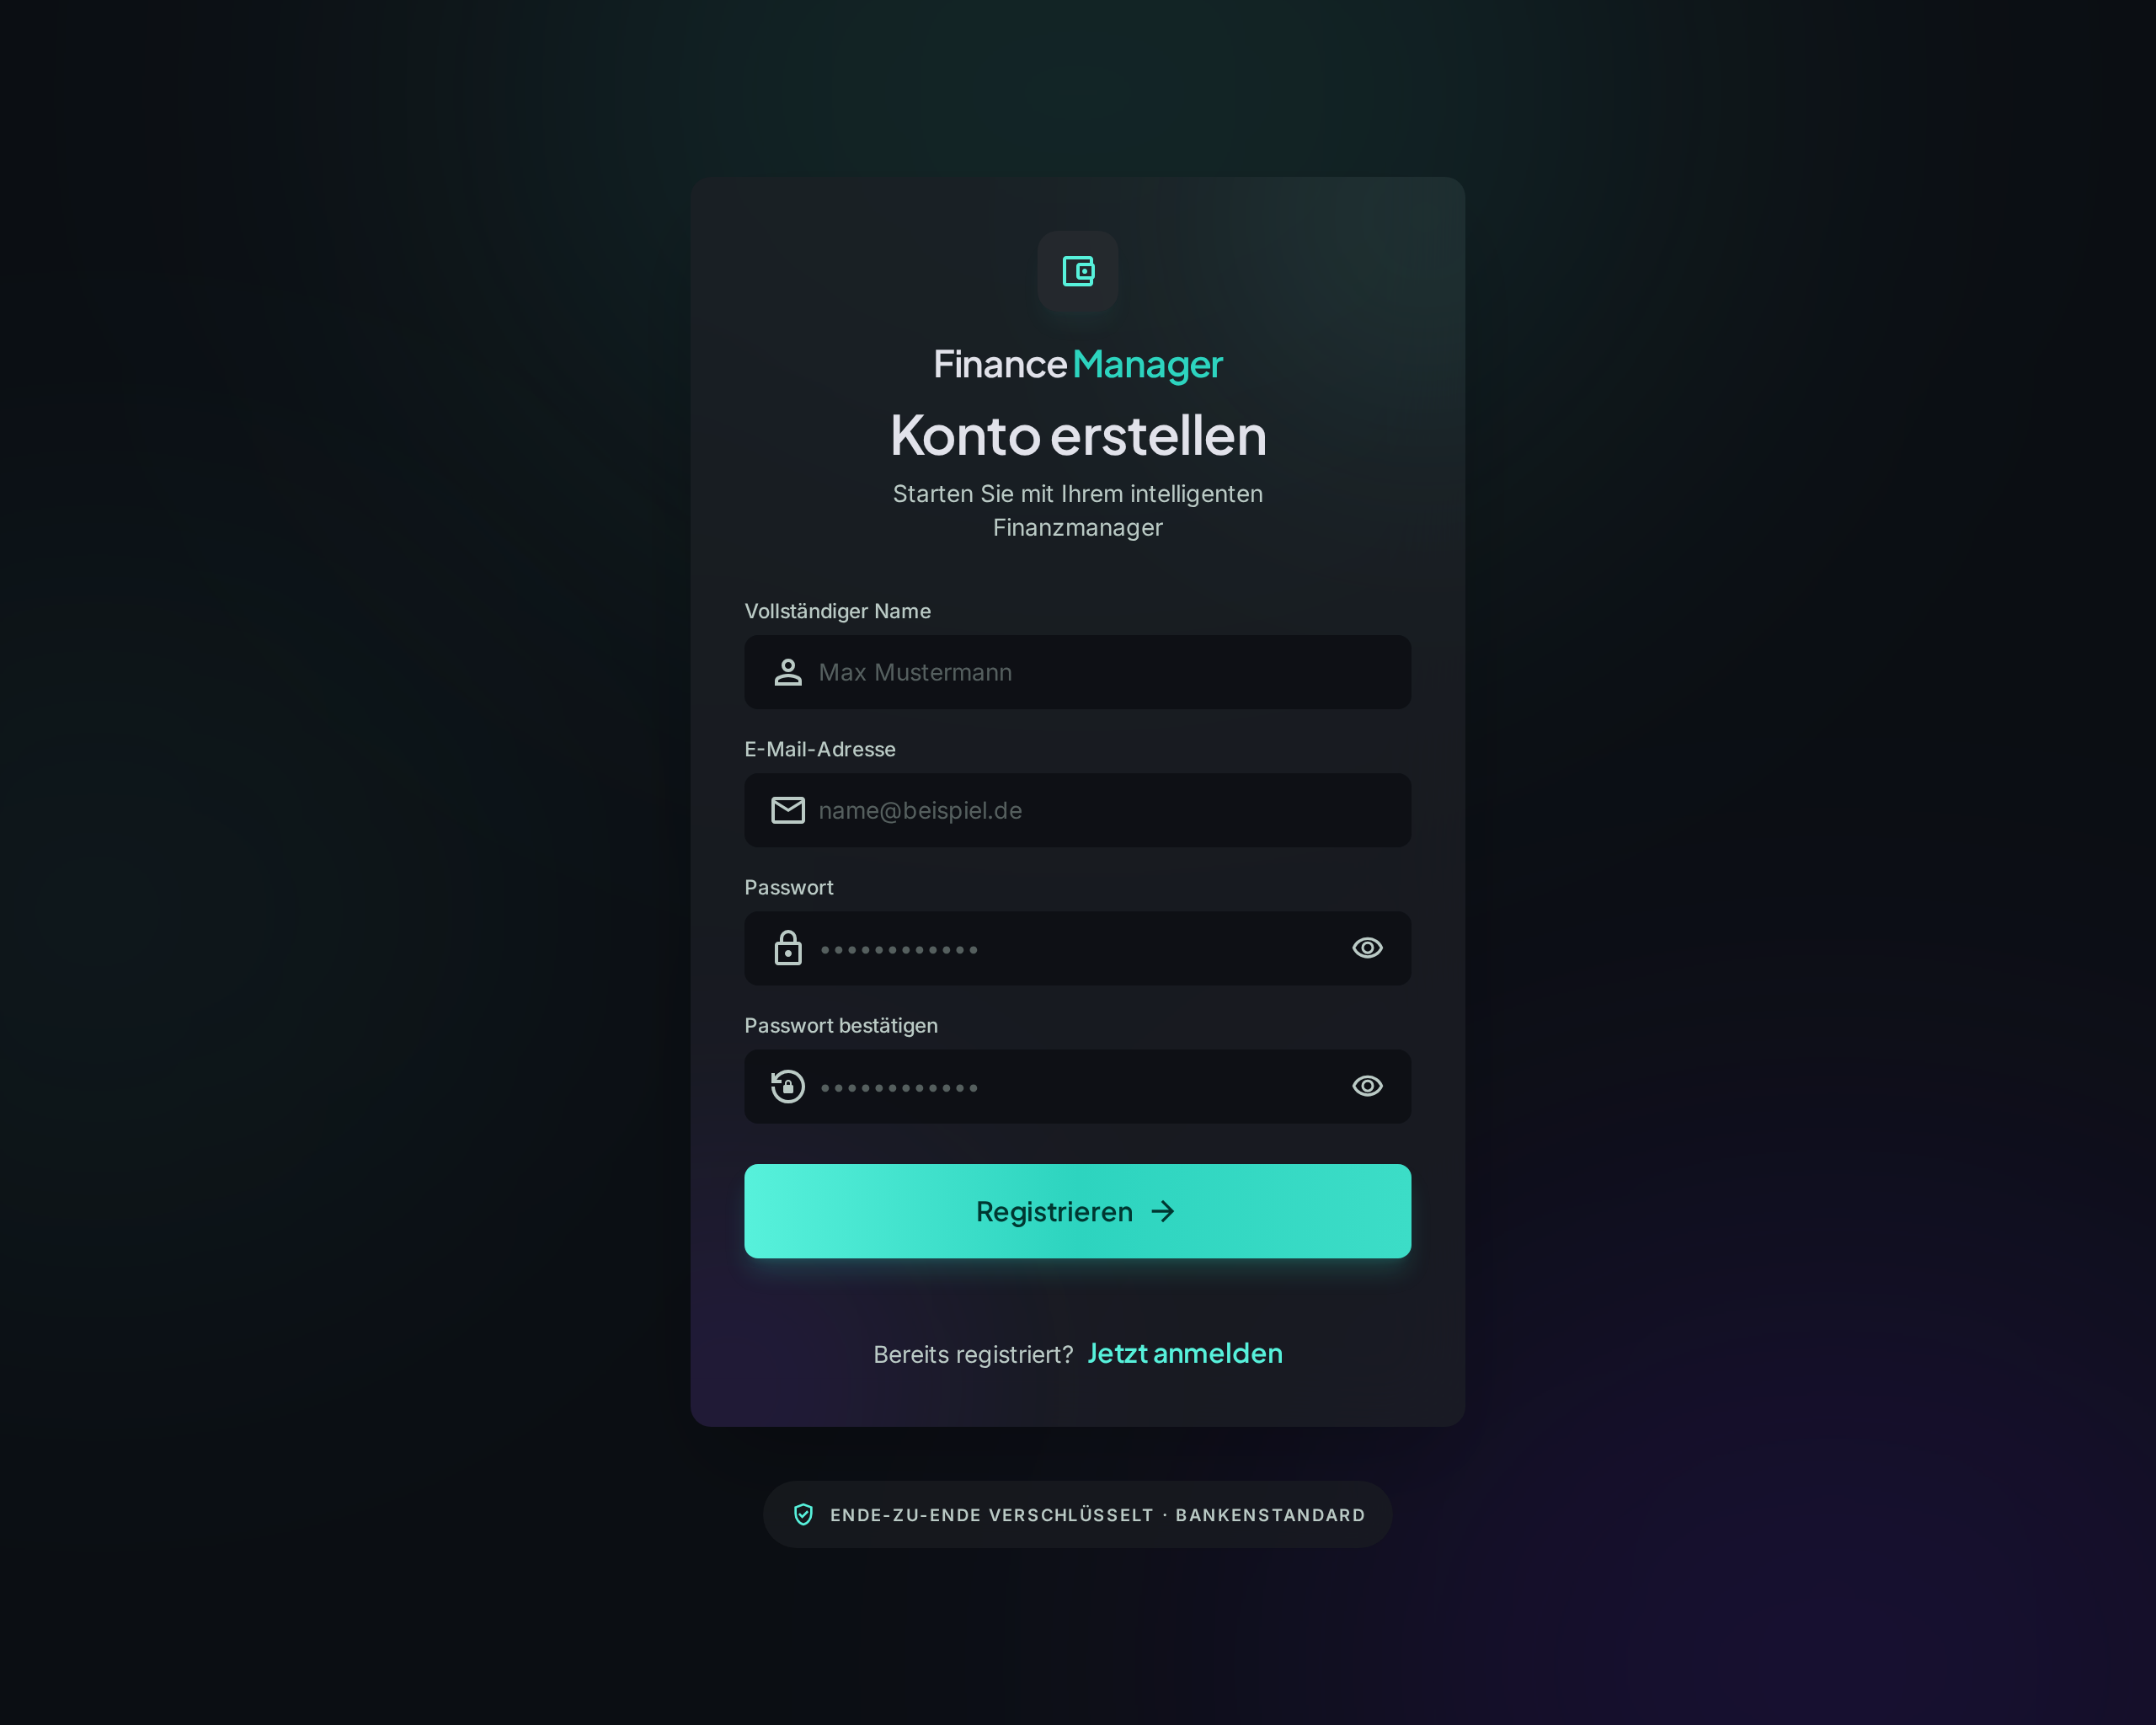 Finance Manager
Konto erstellen
Starten Sie mit Ihrem intelligenten
Finanzmanager
Vollständiger Name
Max Mustermann
E-Mail-Adresse
name@beispiel.de
Passwort
••••••••••••
Passwort bestätigen
••••••••••••
Registrieren →
Bereits registriert? Jetzt anmelden
ENDE-ZU-ENDE VERSCHLÜSSELT · BANKENSTANDARD